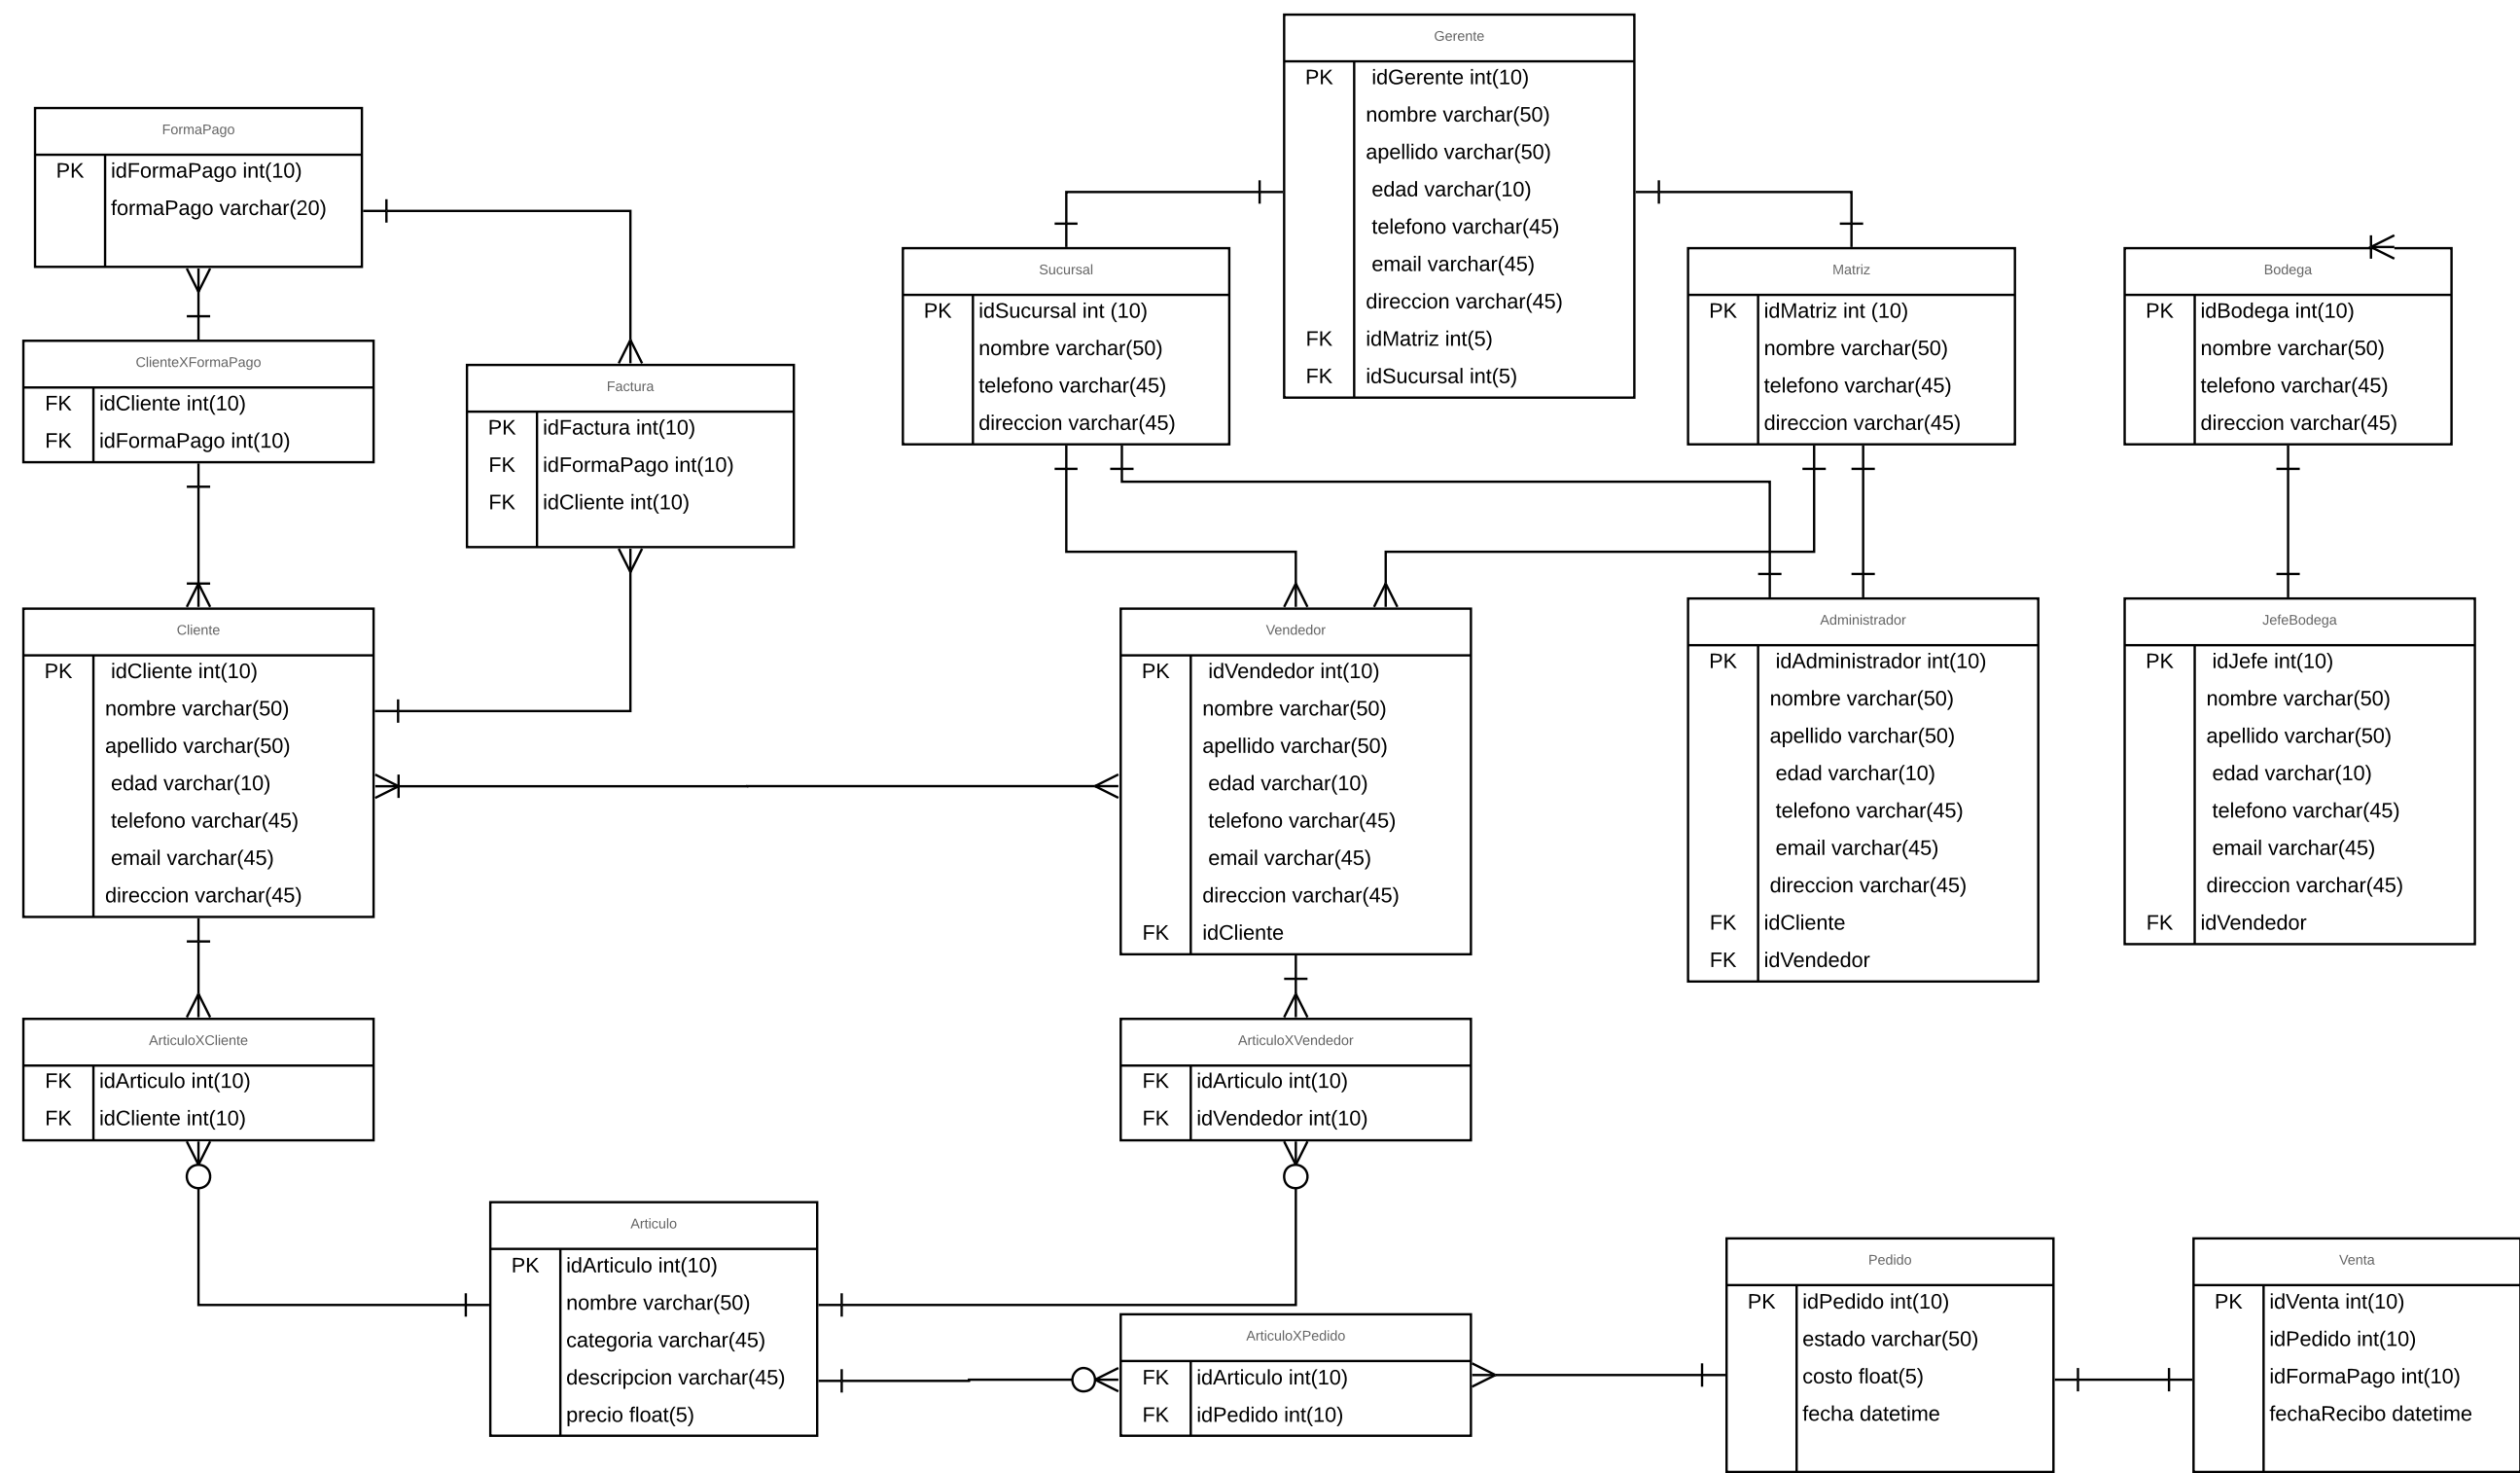 Gerente
PK idGerente int(10)
nombre varchar(50)
apellido varchar(50)
edad varchar(10)
telefono varchar(45)
email varchar(45)
direccion varchar(45)
FK idMatriz int(5)
FK idSucursal int(5)
FormaPago
PK idFormaPago int(10)
formaPago varchar(20)
Sucursal
PK idSucursal int (10)
nombre varchar(50)
telefono varchar(45)
direccion varchar(45)
Matriz
PK idMatriz int (10)
nombre varchar(50)
telefono varchar(45)
direccion varchar(45)
Bodega
PK idBodega int(10)
nombre varchar(50)
telefono varchar(45)
direccion varchar(45)
ClienteXFormaPago
FK idCliente int(10)
FK idFormaPago int(10)
Factura
PK idFactura int(10)
FK idFormaPago int(10)
FK idCliente int(10)
Cliente
PK idCliente int(10)
nombre varchar(50)
apellido varchar(50)
edad varchar(10)
telefono varchar(45)
email varchar(45)
direccion varchar(45)
Vendedor
PK idVendedor int(10)
nombre varchar(50)
apellido varchar(50)
edad varchar(10)
telefono varchar(45)
email varchar(45)
direccion varchar(45)
FK idCliente
Administrador
PK idAdministrador int(10)
nombre varchar(50)
apellido varchar(50)
edad varchar(10)
telefono varchar(45)
email varchar(45)
direccion varchar(45)
FK idCliente
FK idVendedor
JefeBodega
PK idJefe int(10)
nombre varchar(50)
apellido varchar(50)
edad varchar(10)
telefono varchar(45)
email varchar(45)
direccion varchar(45)
FK idVendedor
ArticuloXCliente
FK idArticulo int(10)
FK idCliente int(10)
ArticuloXVendedor
FK idArticulo int(10)
FK idVendedor int(10)
Articulo
PK idArticulo int(10)
nombre varchar(50)
categoria varchar(45)
descripcion varchar(45)
precio float(5)
ArticuloXPedido
FK idArticulo int(10)
FK idPedido int(10)
Pedido
PK idPedido int(10)
estado varchar(50)
costo float(5)
fecha datetime
Venta
PK idVenta int(10)
idPedido int(10)
idFormaPago int(10)
fechaRecibo datetime